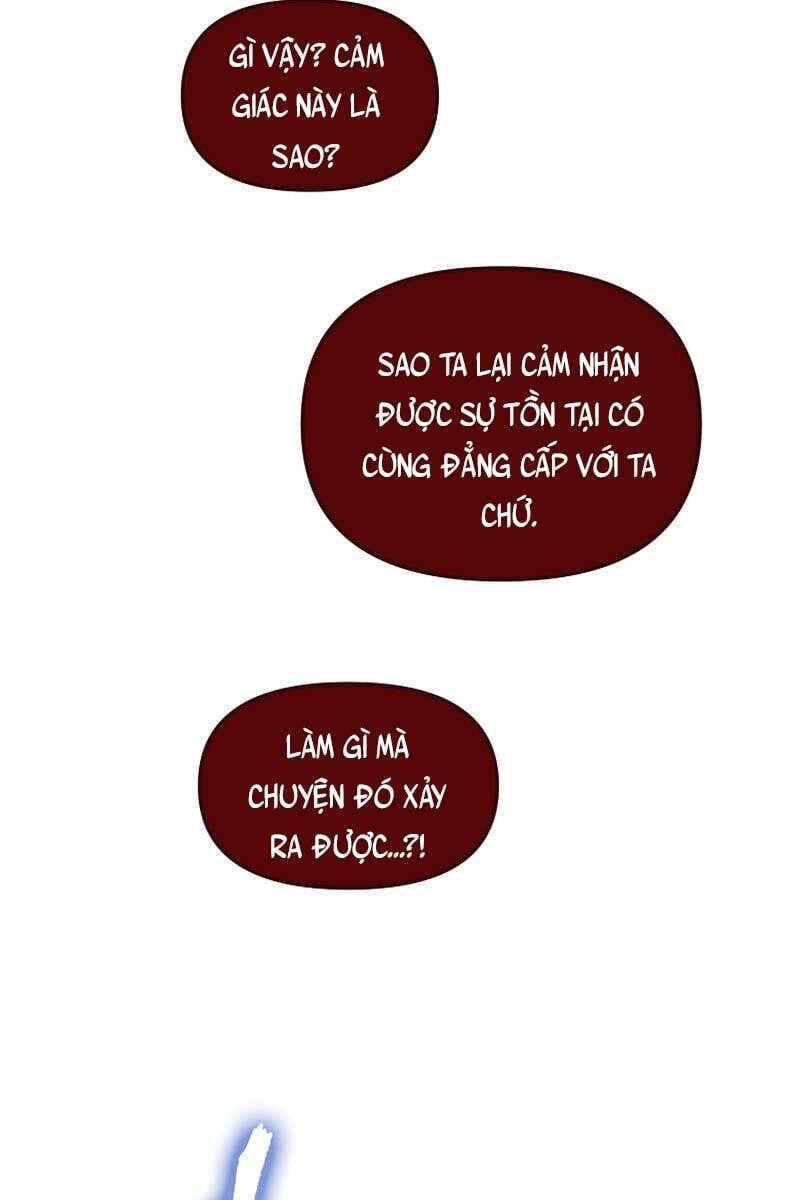 GÌ VẬY? CẢM
GIÁC NÀY LÀ
SAO?
SAO TA LẠI CẢM NHẬN
ĐƯỢC SỰ TỒN TẠI CÓ
CÙNG ĐẲNG CẤP VỚI TA
CHỨ.
LÀM GÌ MÀ
CHUYỆN ĐÓ XẢY
RA ĐƯỢC...?!